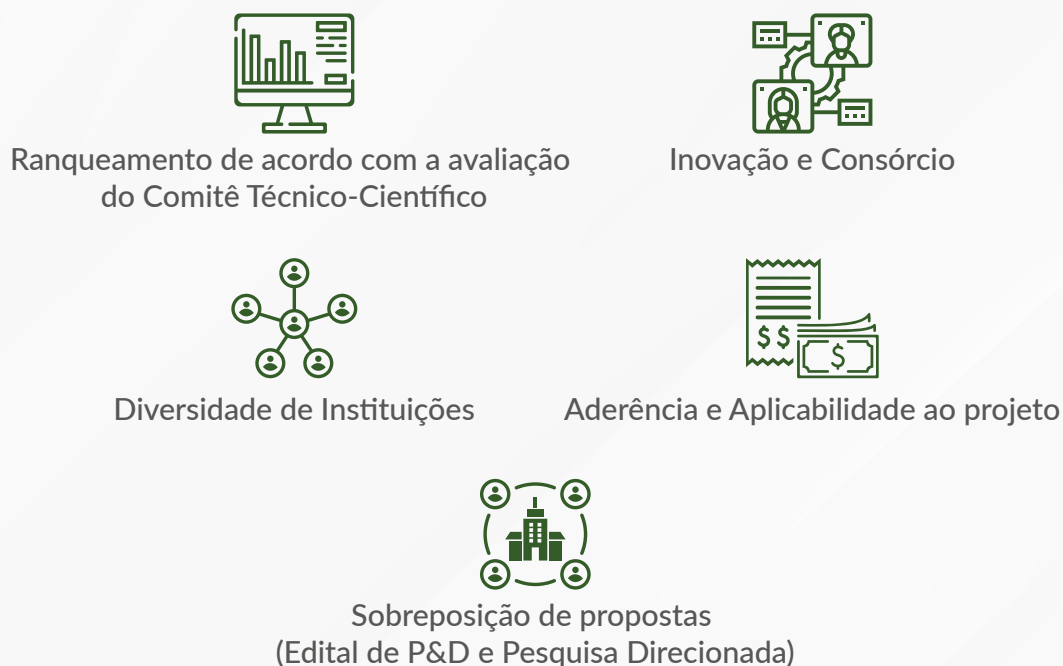 Ranqueamento de acordo com a avaliação
do Comitê Técnico-Científico
Inovação e Consórcio
Diversidade de Instituições
$ $
$
Aderência e Aplicabilidade ao projeto
Sobreposição de propostas
(Edital de P&D e Pesquisa Direcionada)